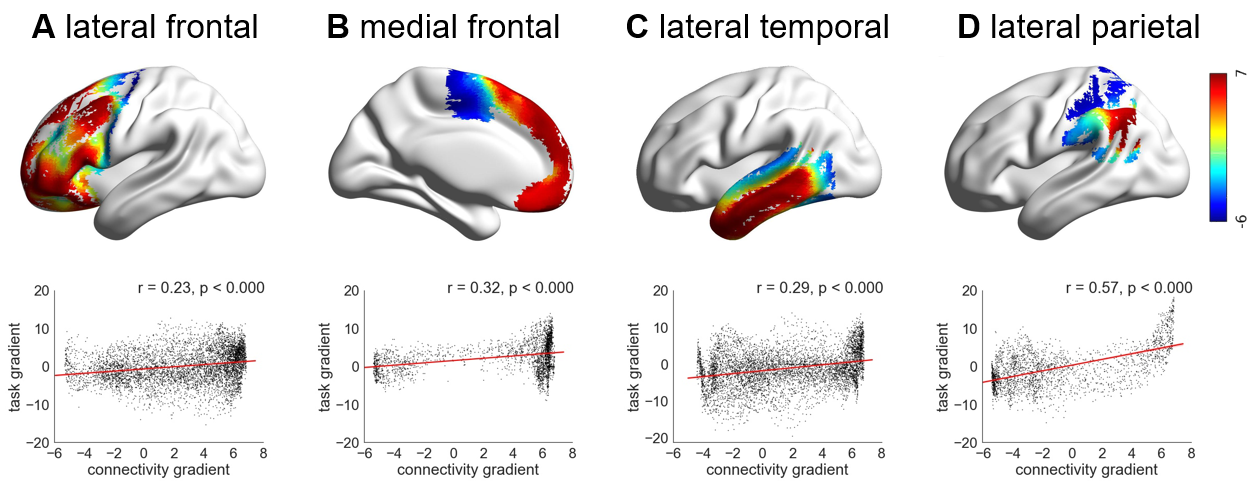 A lateral frontal
B medial frontal
C lateral temporal
D lateral parietal
7
-6
r = 0.23, p < 0.000
20
10
0
−10
−20
task gradient
−6 −4 −2 0 2 4 6 8
connectivity gradient
r = 0.32, p < 0.000
20
10
0
−10
−20
task gradient
−6 −4 −2 0 2 4 6 8
connectivity gradient
r = 0.29, p < 0.000
20
10
0
−10
−20
task gradient
−6 −4 −2 0 2 4 6 8
connectivity gradient
r = 0.57, p < 0.000
20
10
0
−10
−20
task gradient
−6 −4 −2 0 2 4 6 8
connectivity gradient